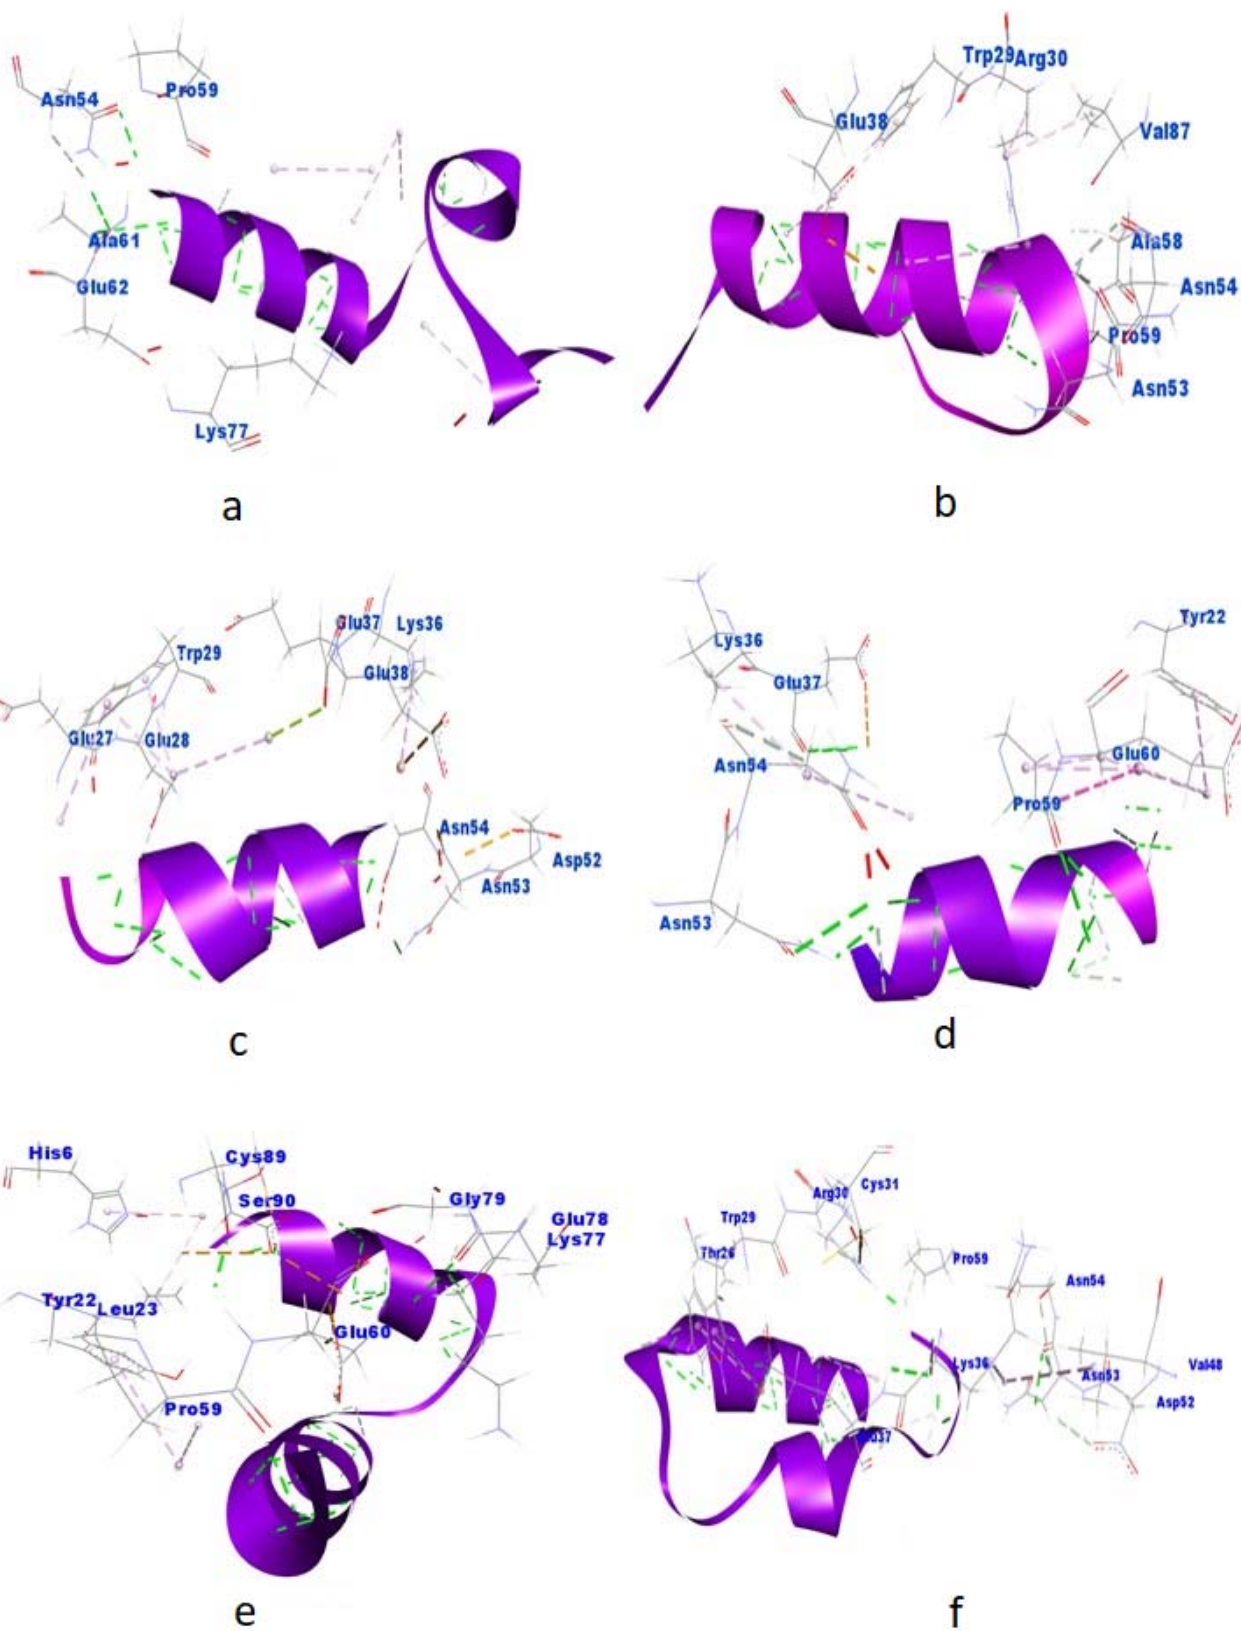 Asn54
Pro59
Ala61
Glu62
Lys77
a
Trp29
Arg30
Glu38
Val87
Ala58
Asn54
Pro59
Asn53
b
Trp29
Glu37
Lys36
Glu38
Glu27
Glu28
Asn54
Asp52
Asn53
c
Lys36
Glu37
Asn54
Asn53
Tyr22
Glu60
Pro59
d
His6
Cys89
Ser90
Gly79
Glu78
Lys77
Tyr22
Leu23
Glu60
Pro59
e
Arg30
Cys31
Trp29
Thr26
Pro59
Asn54
Lys36
Asn53
Val48
Asp52
f